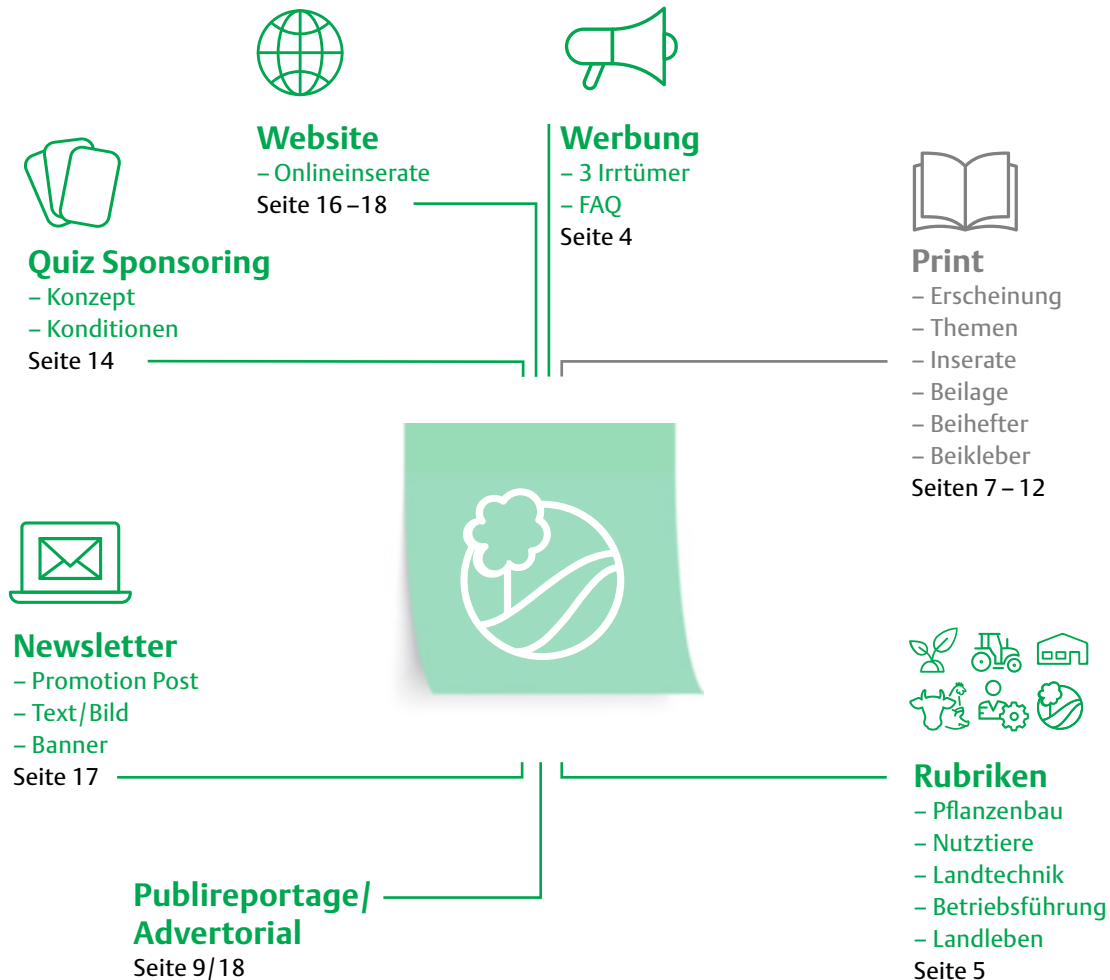 Website
– Onlineinserate
Seite 16 – 18
Werbung
– 3 Irrtümer
– FAQ
Seite 4
Quiz Sponsoring
– Konzept
– Konditionen
Seite 14
Print
– Erscheinung
– Themen
– Inserate
– Beilage
– Beihefter
– Beikleber
Seiten 7 – 12
Newsletter
– Promotion Post
– Text/Bild
– Banner
Seite 17
Rubriken
– Pflanzenbau
– Nutztiere
– Landtechnik
– Betriebsführung
– Landleben
Seite 5
Publireportage/
Advertorial
Seite 9/18